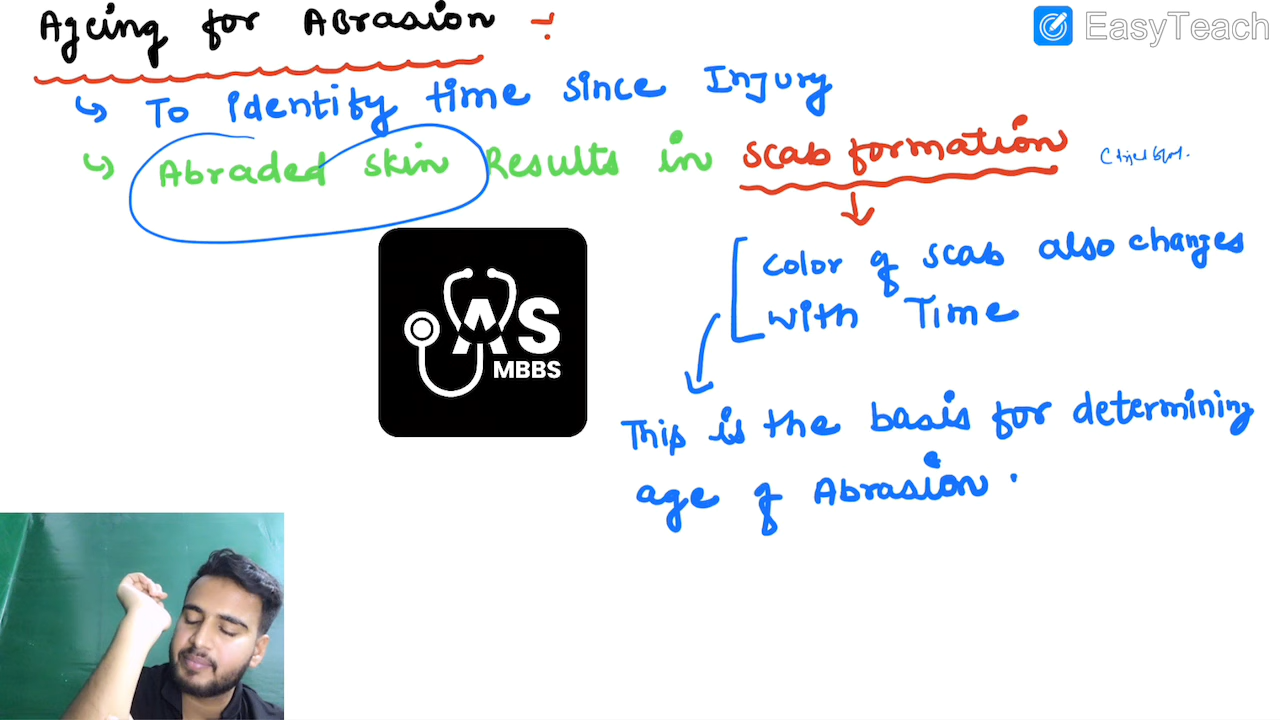 Ageing for Abrasion :-
EasyTeach
↳ To identify time since Injury
↳ Abraded skin Results in scab formation
color of scab also changes
with Time
This is the basis for determining
age of Abrasion.
AS
MBBS